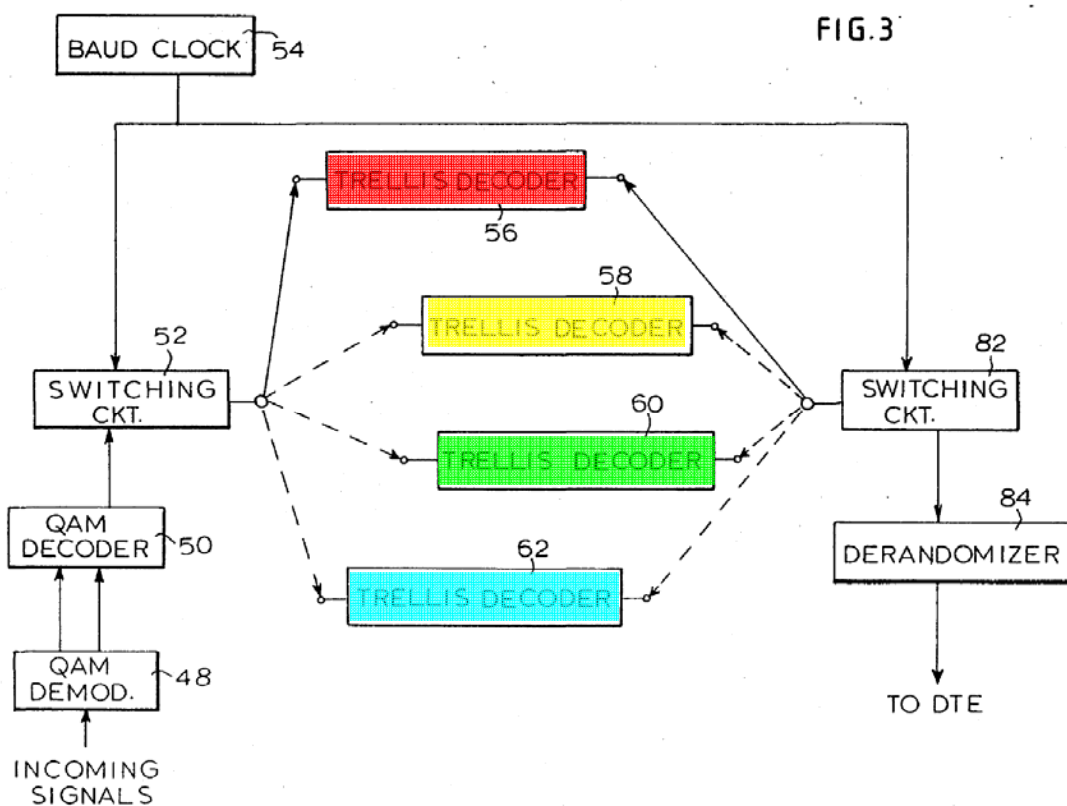 FIG.3
BAUD CLOCK
54
TRELLIS DECODER
56
58
TRELLIS DECODER
52
SWITCHING
CKT.
82
SWITCHING
CKT.
60
TRELLIS DECODER
QAM
DECODER
50
84
DERANDOMIZER
62
TRELLIS DECODER
QAM
DEMOD.
48
TO DTE
INCOMING
SIGNALS